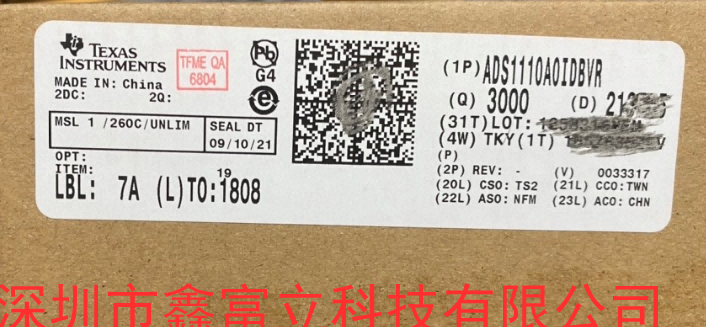 TEXAS
INSTRUMENTS
TFME QA
6804
Pb
G4
e
MADE IN: China
2DC: 2Q:
MSL 1 /260C/UNLIM
SEAL DT
09/10/21
OPT:
ITEM:
19
LBL: 7A (L)TO:1808
(1P) ADS1110A0IDBVR
(Q) 3000 (D)
(31T) LOT:
(4W) TKY(1T)
(P)
(2P) REV: - (V) 0033317
(20L) CSO: TS2 (21L) CCO:TWN
(22L) ASO: NFM (23L) ACO: CHN
深圳市鑫富立科技有限公司